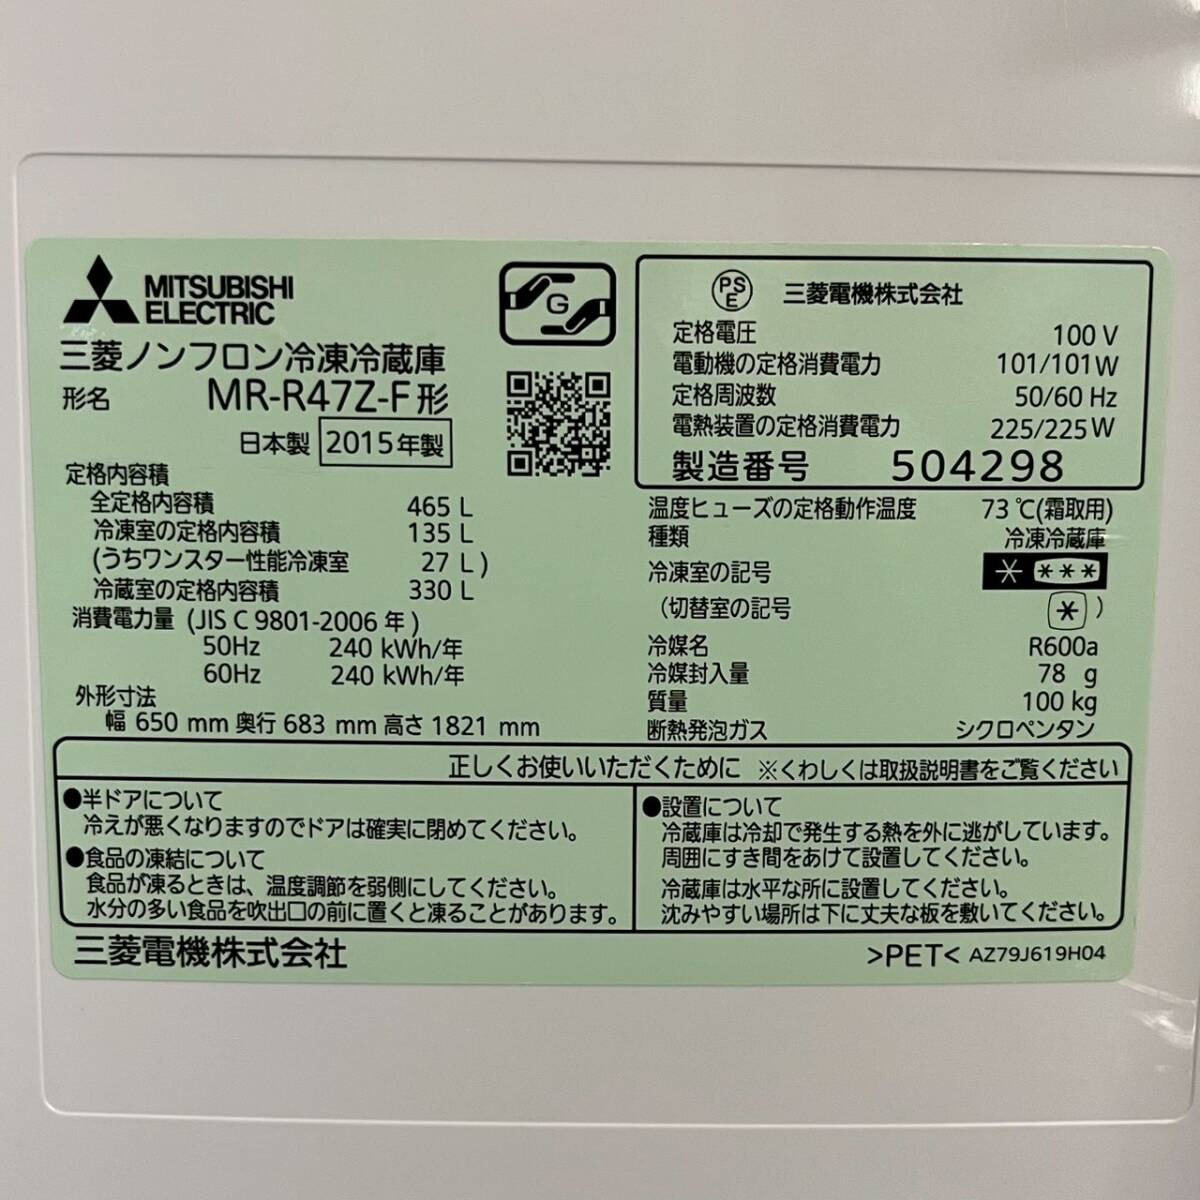 MITSUBISHI
ELECTRIC
三菱ノンフロン冷凍冷蔵庫
形名 MR-R47Z-F形
日本製 2015年製
定格内容積
全定格内容積 465 L
冷凍室の定格内容積 135 L
(うちワンスター性能冷凍室 27 L)
冷蔵室の定格内容積 330 L
消費電力量 (JIS C 9801-2006 年)
50Hz 240 kWh/年
60Hz 240 kWh/年
外形寸法
幅 650 mm 奥行 683 mm 高さ 1821 mm
G
PSE 三菱電機株式会社
定格電圧 100 V
電動機の定格消費電力 101/101W
定格周波数 50/60 Hz
電熱装置の定格消費電力 225/225W
製造番号 504298
温度ヒューズの定格動作温度 73 ℃(霜取用)
種類 冷凍冷蔵庫
冷凍室の記号 * ***
(切替室の記号 * )
冷媒名 R600a
冷媒封入量 78 g
質量 100 kg
断熱発泡ガス シクロペンタン
正しくお使いいただくために ※くわしくは取扱説明書をご覧ください
●半ドアについて
冷えが悪くなりますのでドアは確実に閉めてください。
●食品の凍結について
食品が凍るときは、温度調節を弱側にしてください。
水分の多い食品を吹出口の前に置くと凍ることがあります。
●設置について
冷蔵庫は冷却で発生する熱を外に逃がしています。
周囲にすき間をあけて設置してください。
冷蔵庫は水平な所に設置してください。
沈みやすい場所は下に丈夫な板を敷いてください。
三菱電機株式会社
>PET< AZ79J619H04